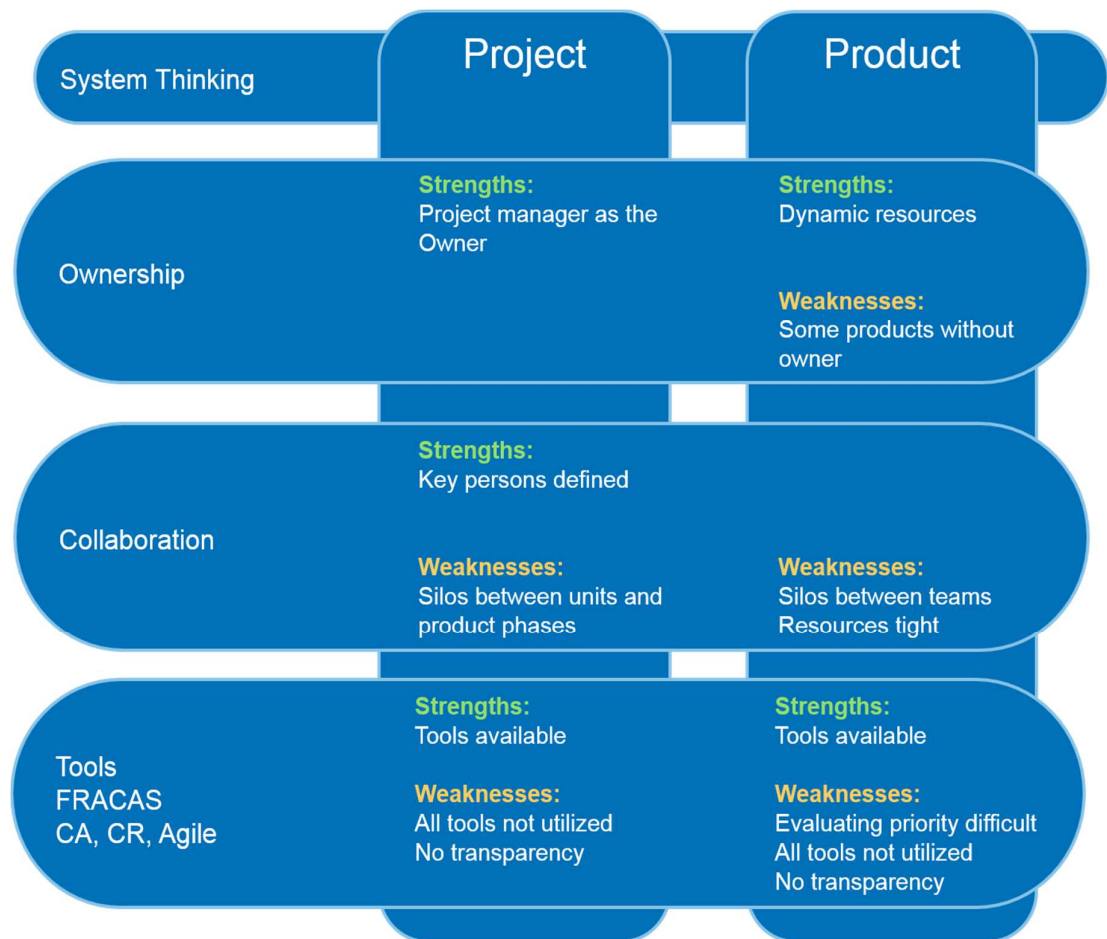 Project
Product
System Thinking
Strengths:
Project manager as the
Owner
Strengths:
Dynamic resources
Ownership
Weaknesses:
Some products without
owner
Strengths:
Key persons defined
Collaboration
Weaknesses:
Silos between units and
product phases
Weaknesses:
Silos between teams
Resources tight
Tools
FRACAS
CA, CR, Agile
Strengths:
Tools available
Weaknesses:
All tools not utilized
No transparency
Strengths:
Tools available
Weaknesses:
Evaluating priority difficult
All tools not utilized
No transparency